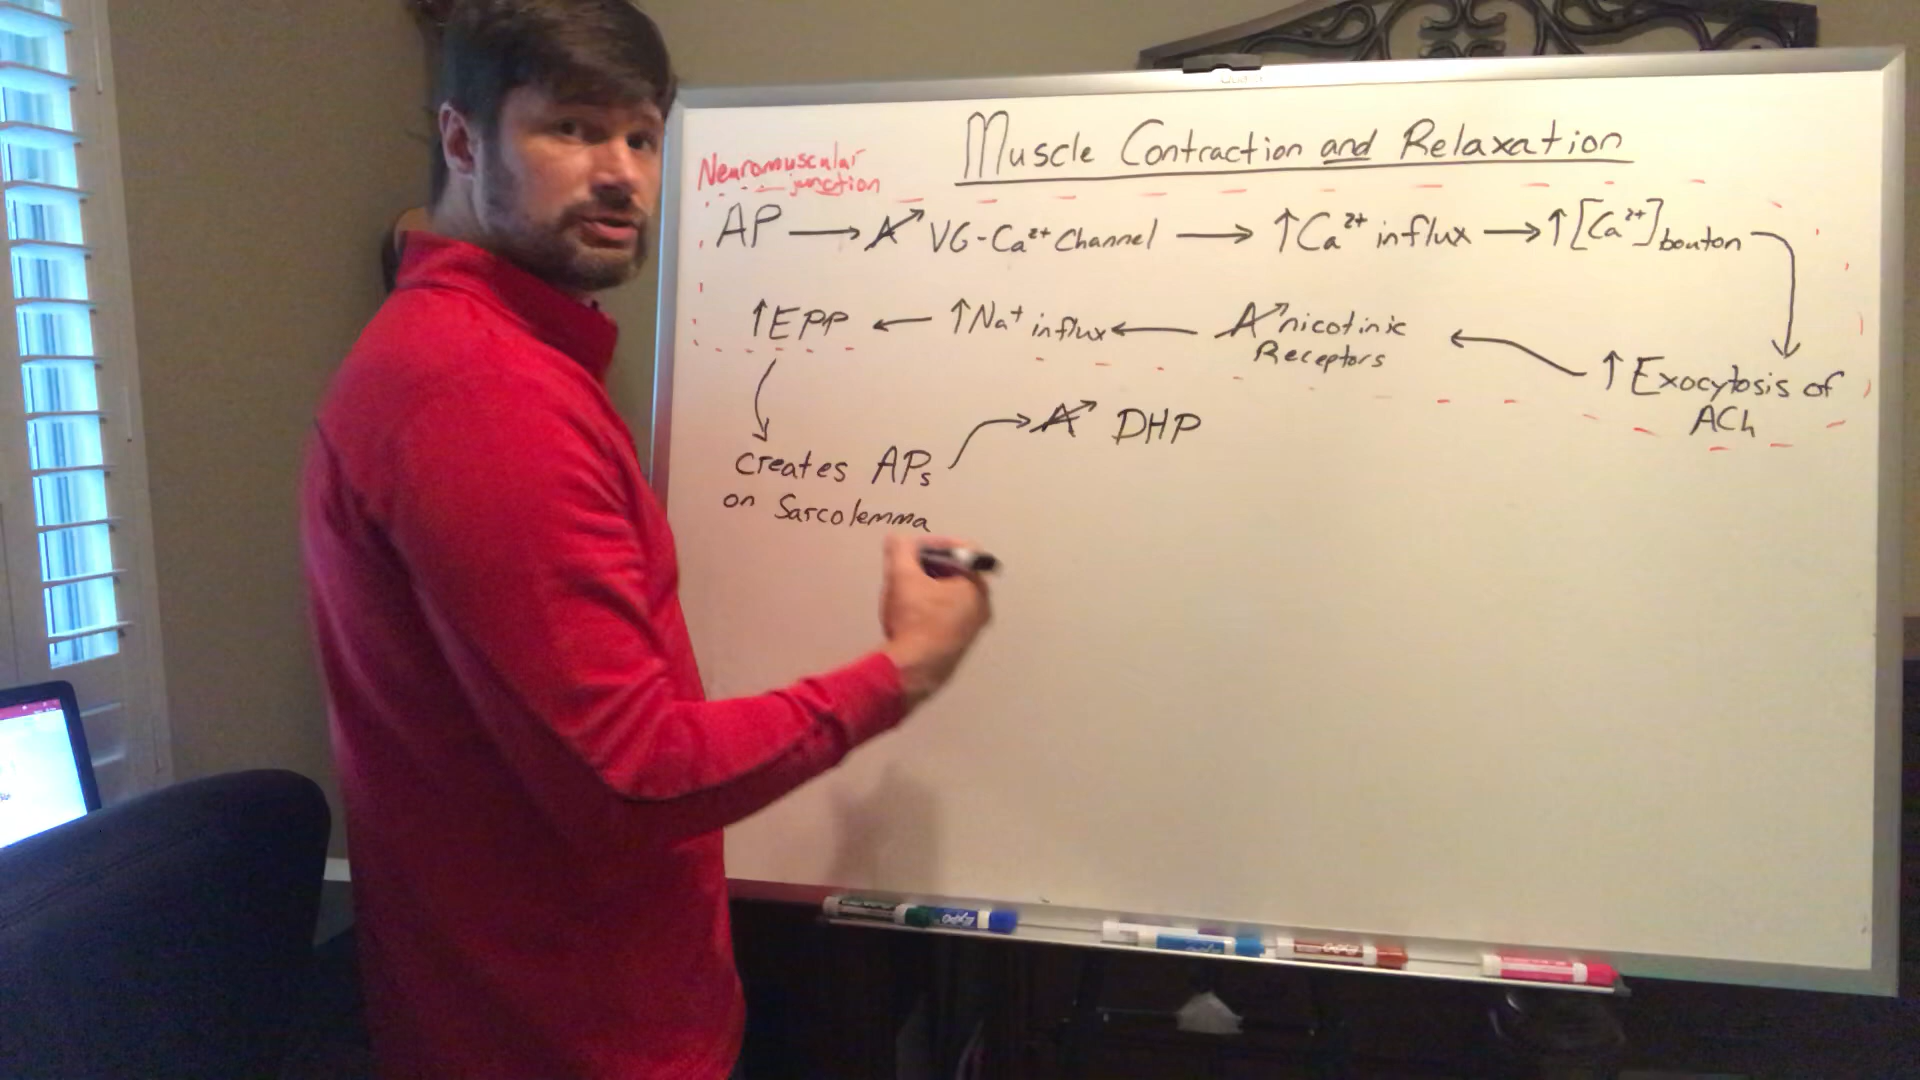 Muscle Contraction and Relaxation
Neuromuscular
junction
AP → A↗ VG-Ca²⁺ Channel → ↑Ca²⁺ influx → ↑[Ca²⁺]bouton
↑ Exocytosis of
ACh
A↗ nicotinic
Receptors
↑Na⁺ influx
↑EPP
creates APs
on Sarcolemma
A↗ DHP
EXPO